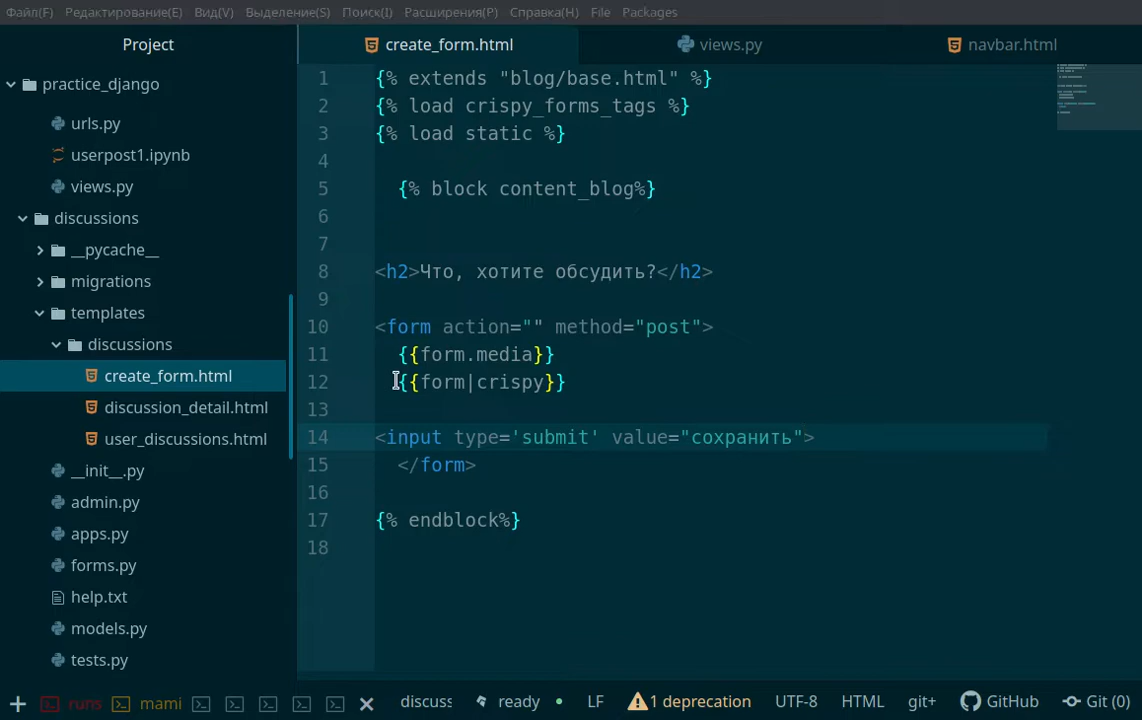 Файл(F) Редактирование(E) Вид(V) Выделение(S) Поиск(I) Расширения(P) Справка(H) File Packages
Project
create_form.html
views.py
navbar.html
practice_django
urls.py
userpost1.ipynb
views.py
discussions
__pycache__
migrations
templates
discussions
create_form.html
discussion_detail.html
user_discussions.html
__init__.py
admin.py
apps.py
forms.py
help.txt
models.py
tests.py
1 {% extends "blog/base.html" %}
2 {% load crispy_forms_tags %}
3 {% load static %}
4
5 {% block content_blog%}
6
7
8 <h2>Что, хотите обсудить?</h2>
9
10 <form action="" method="post">
11 {{form.media}}
12 {{form|crispy}}
13
14 <input type='submit' value="сохранить">
15 </form>
16
17 {% endblock%}
18
runs mami discuss ready LF 1 deprecation UTF-8 HTML git+ GitHub Git (0)